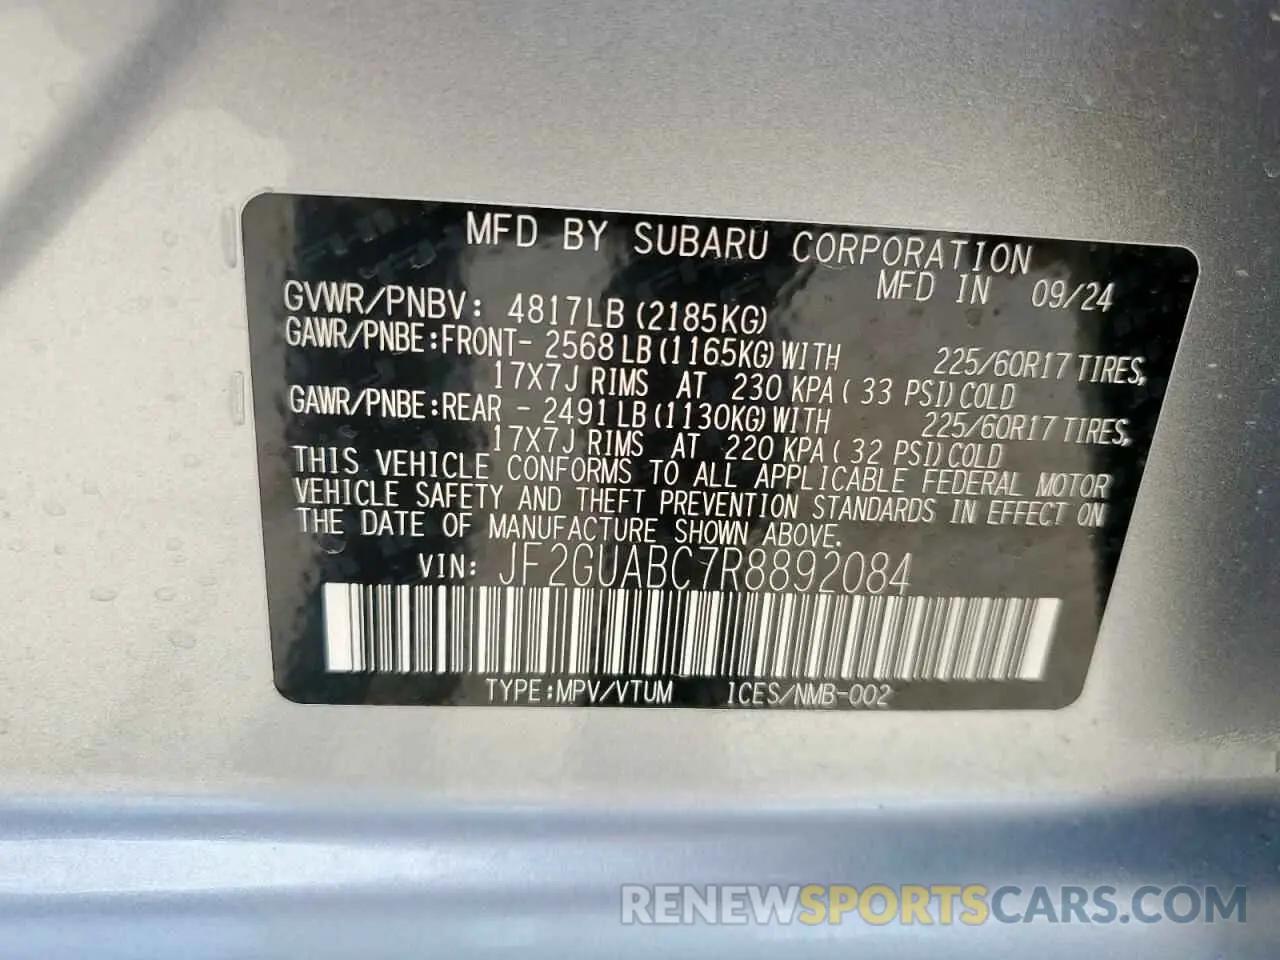 MFD BY SUBARU CORPORATION
MFD IN 09/24
GVWR/PNBV: 4817LB (2185KG)
GAWR/PNBE:FRONT- 2568LB(1165KG)WITH 225/60R17 TIRES,
17X7J RIMS AT 230 KPA( 33 PSI)COLD
GAWR/PNBE:REAR - 2491LB(1130KG)WITH 225/60R17 TIRES,
17X7J RIMS AT 220 KPA( 32 PSI)COLD
THIS VEHICLE CONFORMS TO ALL APPLICABLE FEDERAL MOTOR
VEHICLE SAFETY AND THEFT PREVENTION STANDARDS IN EFFECT ON
THE DATE OF MANUFACTURE SHOWN ABOVE.
VIN: JF2GUABC7R8892084
TYPE:MPV/VTUM ICES/NMB-002
RENEWSPORTSCARS.COM